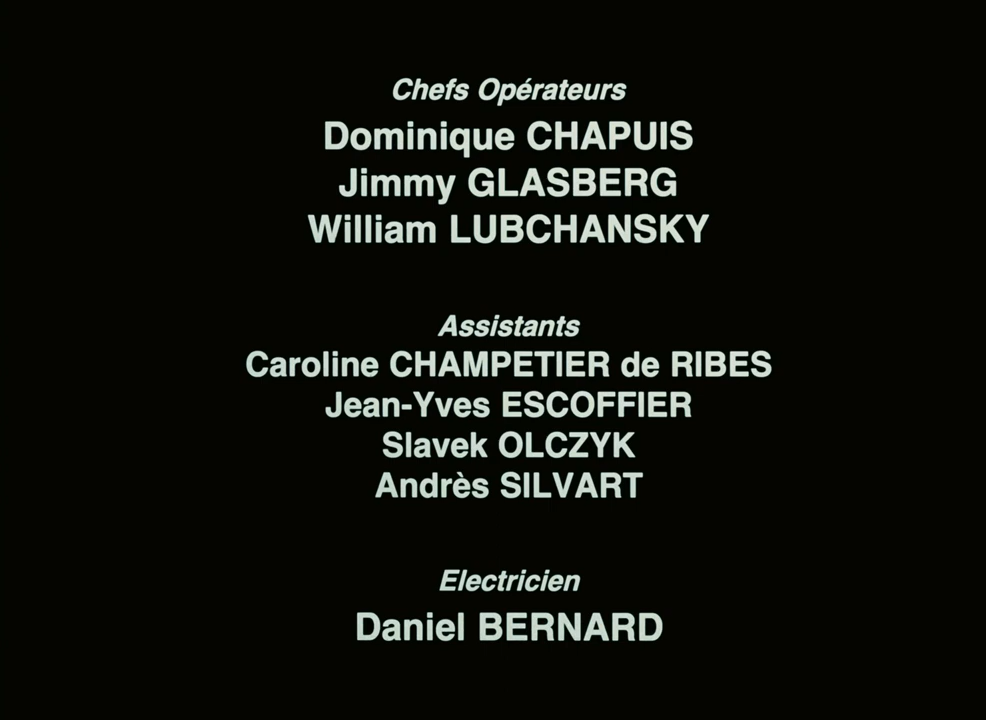 Chefs Opérateurs
Dominique CHAPUIS
Jimmy GLASBERG
William LUBCHANSKY
Assistants
Caroline CHAMPETIER de RIBES
Jean-Yves ESCOFFIER
Slavek OLCZYK
Andrès SILVART
Electricien
Daniel BERNARD